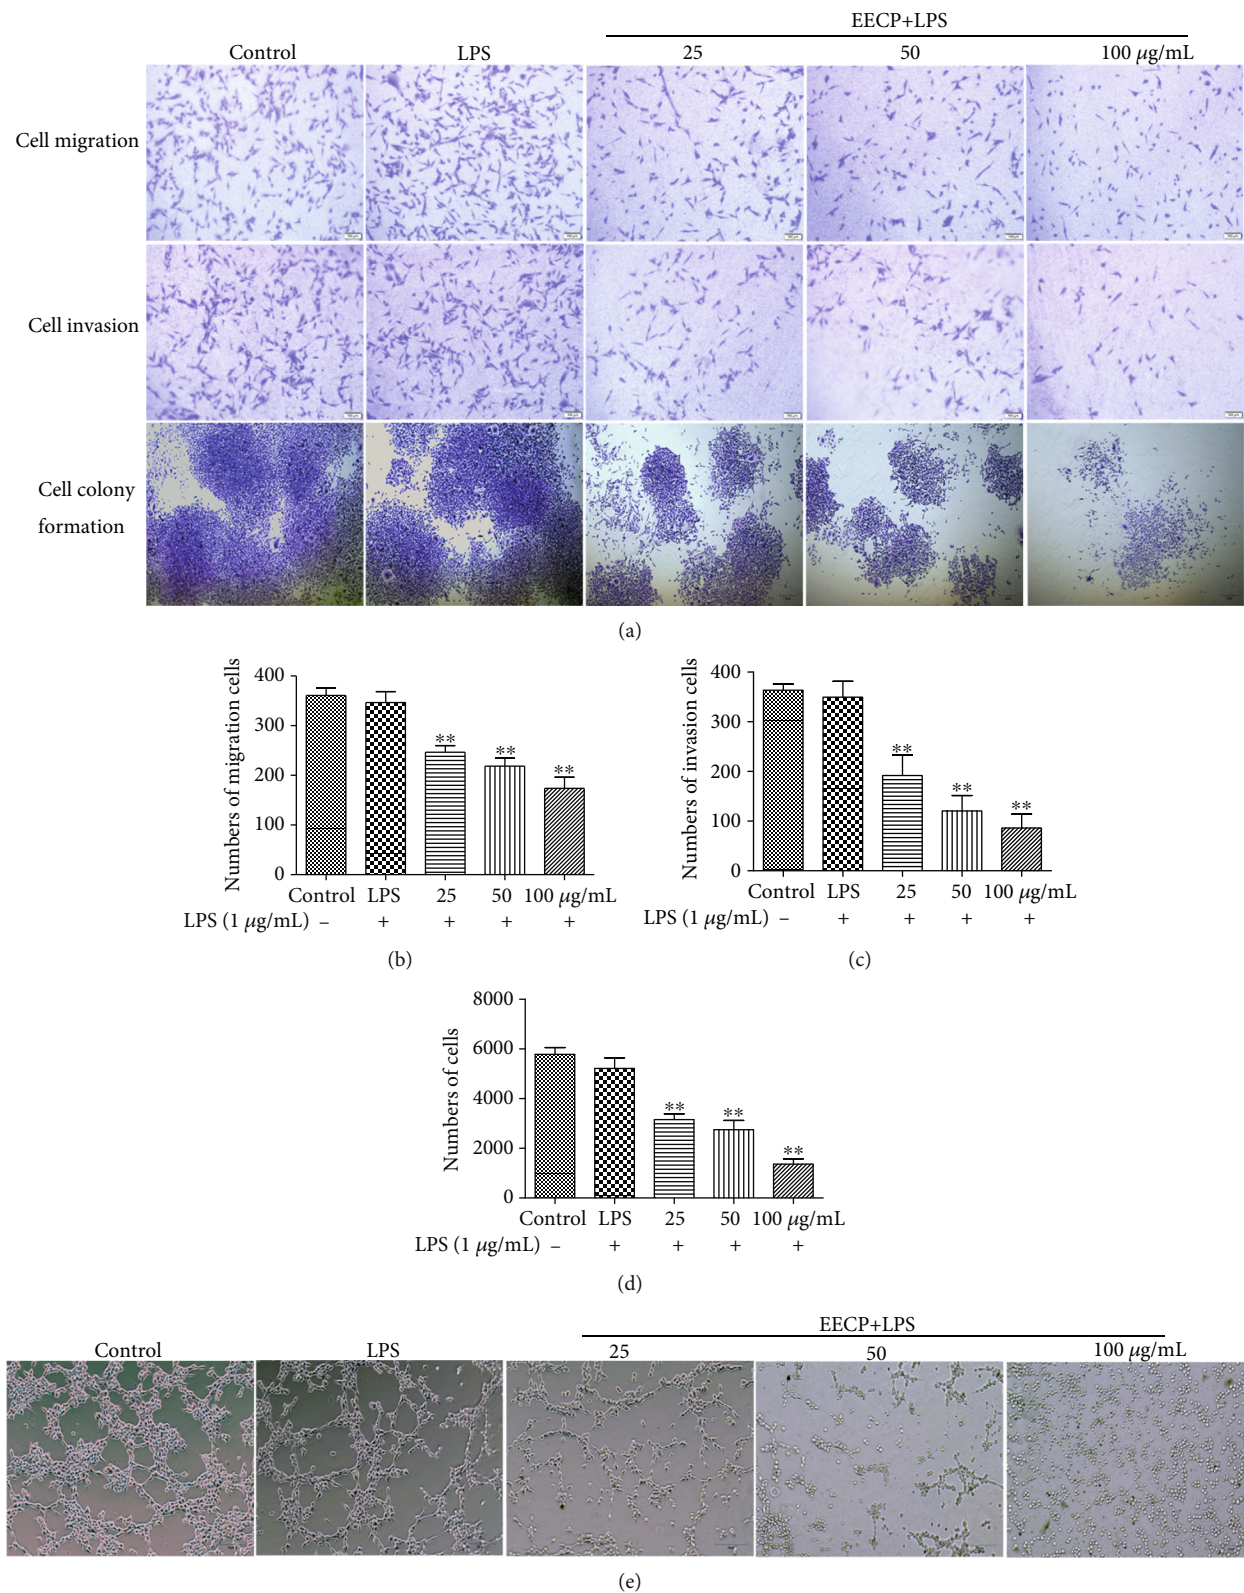 EECP+LPS
Control LPS 25 50 100 µg/mL
Cell migration
Cell invasion
Cell colony
formation
(a)
Numbers of migration cells
400
300
200
100
0
Control LPS 25 50 100 µg/mL
LPS (1 µg/mL) – + + + +
** ** **
(b)
Numbers of invasion cells
400
300
200
100
0
Control LPS 25 50 100 µg/mL
LPS (1 µg/mL) – + + + +
** ** **
(c)
Numbers of cells
8000
6000
4000
2000
0
Control LPS 25 50 100 µg/mL
LPS (1 µg/mL) – + + + +
** ** **
(d)
EECP+LPS
Control LPS 25 50 100 µg/mL
(e)